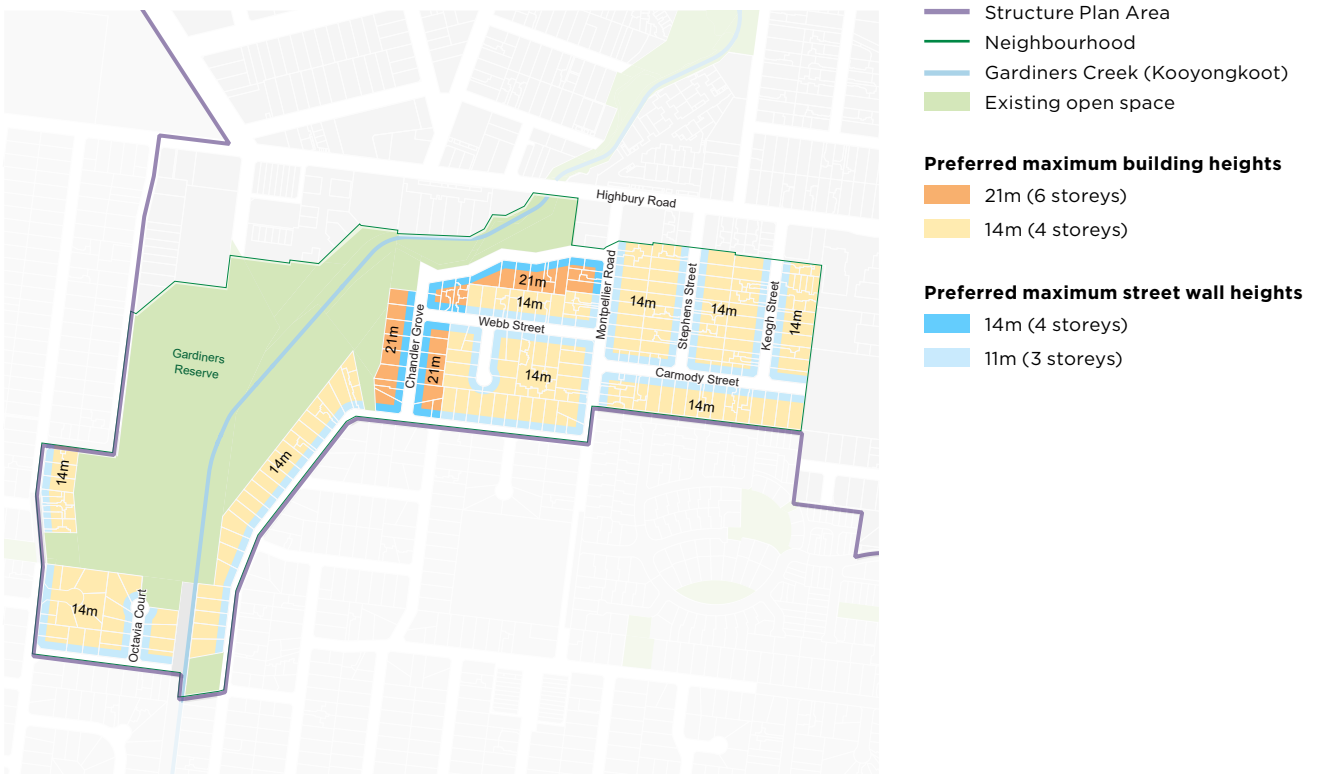 Structure Plan Area
Neighbourhood
Gardiners Creek (Kooyongkoot)
Existing open space
Preferred maximum building heights
21m (6 storeys)
14m (4 storeys)
Preferred maximum street wall heights
14m (4 storeys)
11m (3 storeys)
Highbury Road
Montpellier Road
Stephens Street
Keogh Street
21m
14m
14m
14m
14m
Webb Street
Chandler Grove
21m
21m
14m
Carmody Street
14m
Gardiners
Reserve
14m
14m
14m
Octavia Court